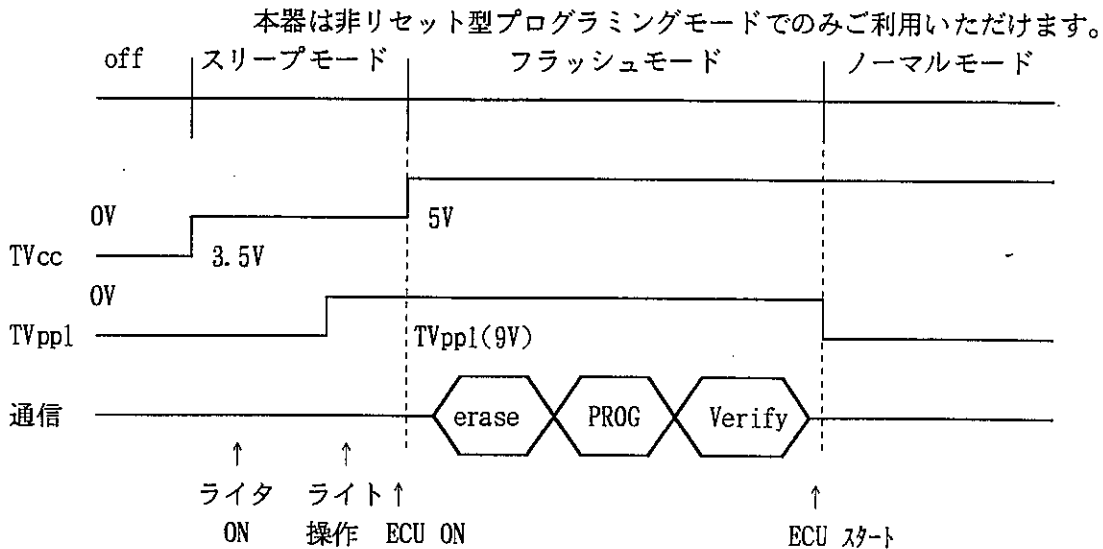 本器は非リセット型プログラミングモードでのみご利用いただけます。
off スリープモード フラッシュモード ノーマルモード
0V 5V
TVcc 3.5V
0V
TVpp1 TVpp1(9V)
通信 erase PROG Verify
↑ ↑ ↑ ↑
ライタ ライト
ON 操作 ECU ON ECU スタート